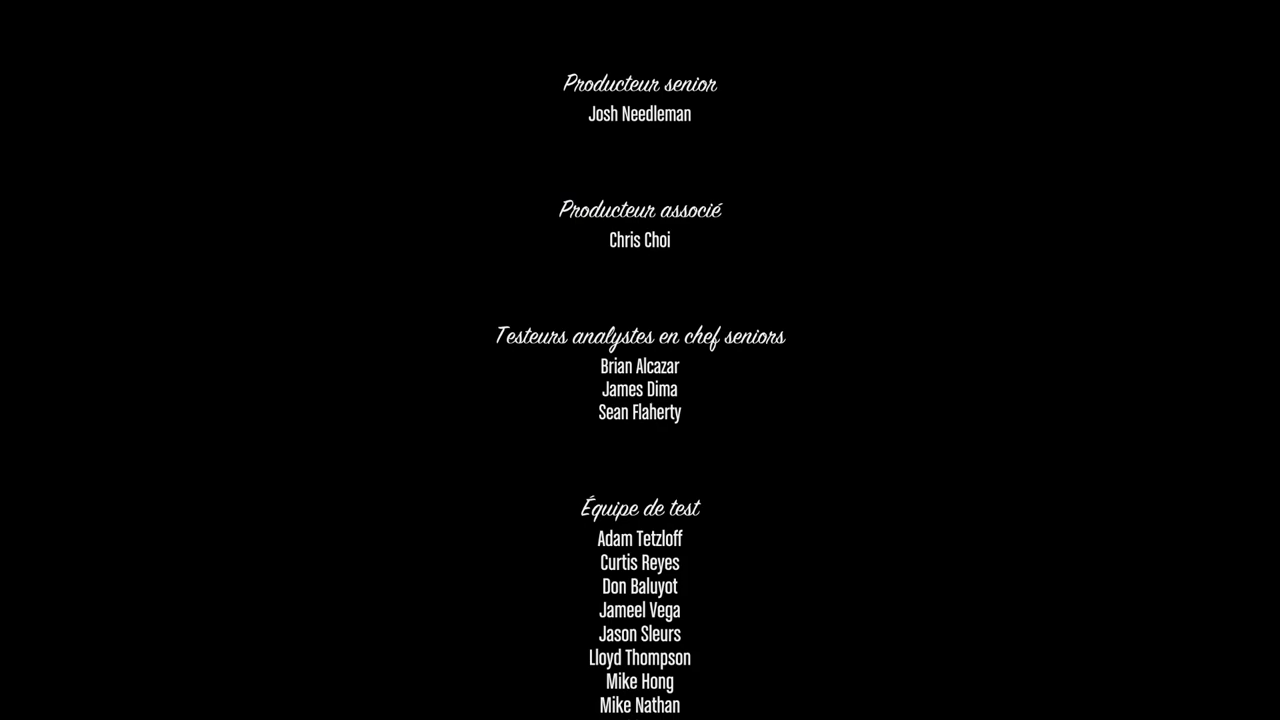 Producteur senior
Josh Needleman
Producteur associé
Chris Choi
Testeurs analystes en chef seniors
Brian Alcazar
James Dima
Sean Flaherty
Équipe de test
Adam Tetzloff
Curtis Reyes
Don Baluyot
Jameel Vega
Jason Sleurs
Lloyd Thompson
Mike Hong
Mike Nathan